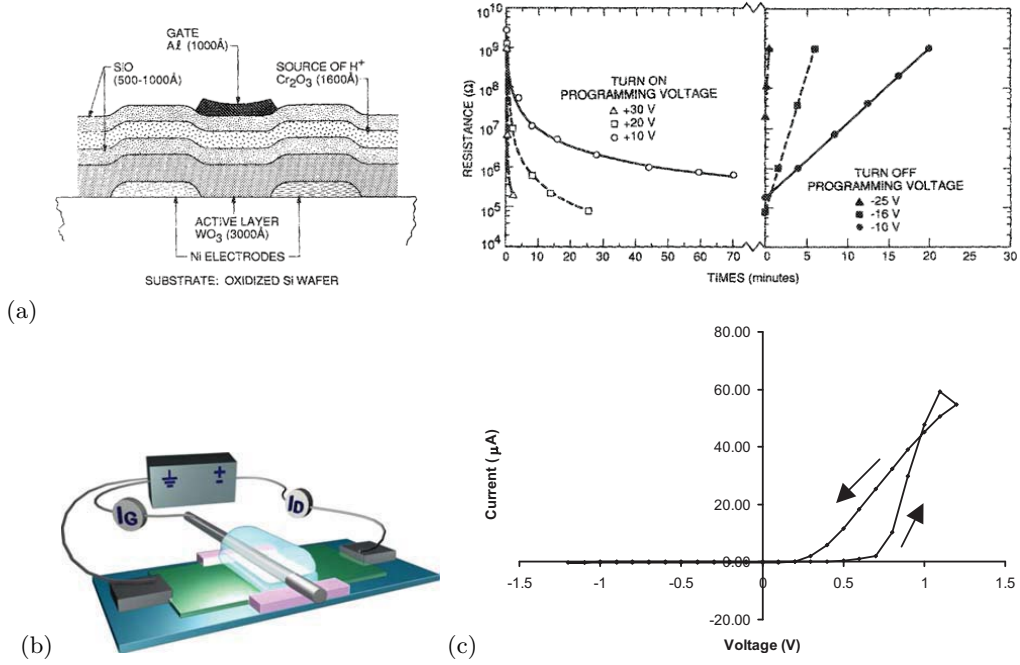 GATE
Aℓ (1000Å)
SIO
(500-1000Å)
SOURCE OF H+
Cr2O3 (1600Å)
ACTIVE LAYER
WO3 (3000Å)
Ni ELECTRODES
SUBSTRATE: OXIDIZED SI WAFER
(a)
RESISTANCE (Ω)
10^10
10^9
10^8
10^7
10^6
10^5
10^4
TURN ON
PROGRAMMING VOLTAGE
+30 V
+20 V
+10 V
TURN OFF
PROGRAMMING VOLTAGE
-25 V
-16 V
-10 V
0 10 20 30 40 50 60 70 0 5 10 15 20 25 30
TIMES (minutes)
IG
ID
(b)
Current (µA)
80.00
60.00
40.00
20.00
0.00
-20.00
-1.5 -1 -0.5 0 0.5 1 1.5
Voltage (V)
(c)